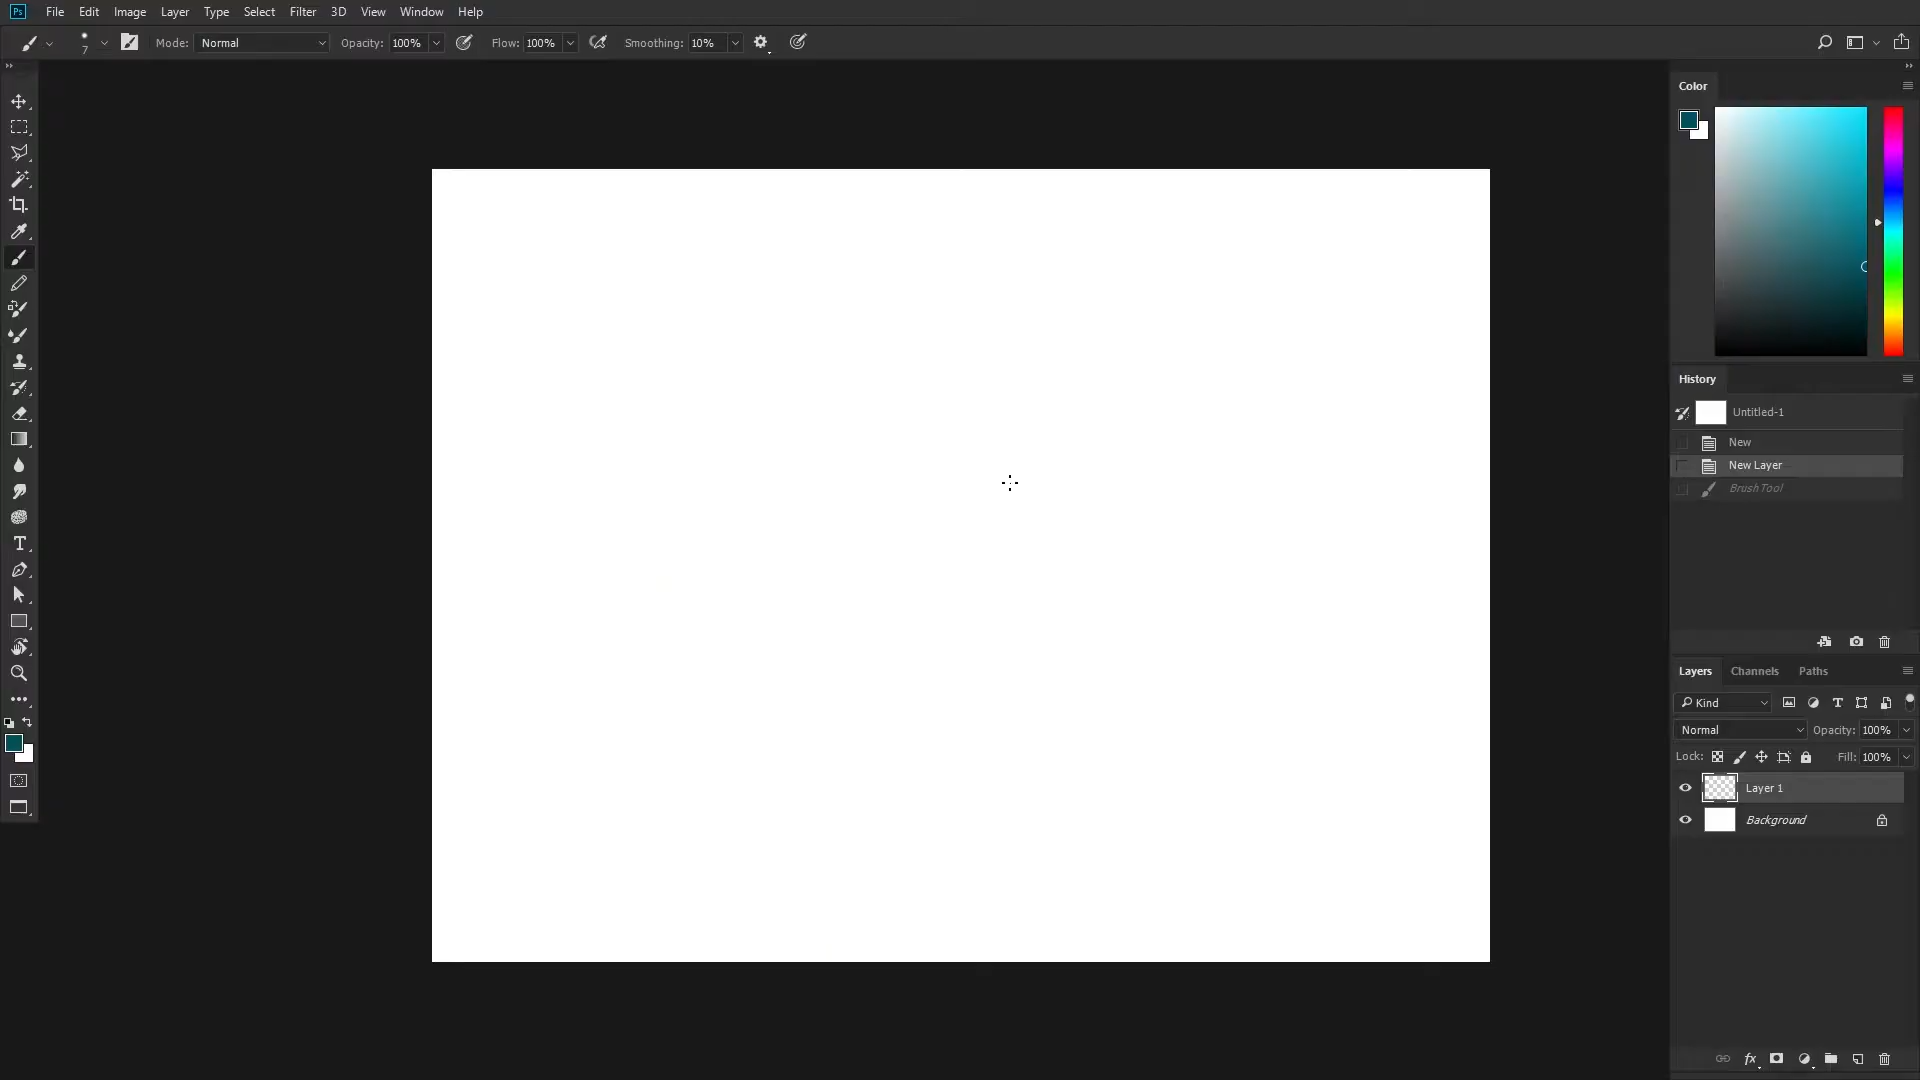 Ps File Edit Image Layer Type Select Filter 3D View Window Help
7 Mode: Normal Opacity: 100% Flow: 100% Smoothing: 10%
Color
History
Untitled-1
New
New Layer
Brush Tool
Layers Channels Paths
Kind T
Normal Opacity: 100%
Lock: Fill: 100%
Layer 1
Background
fx